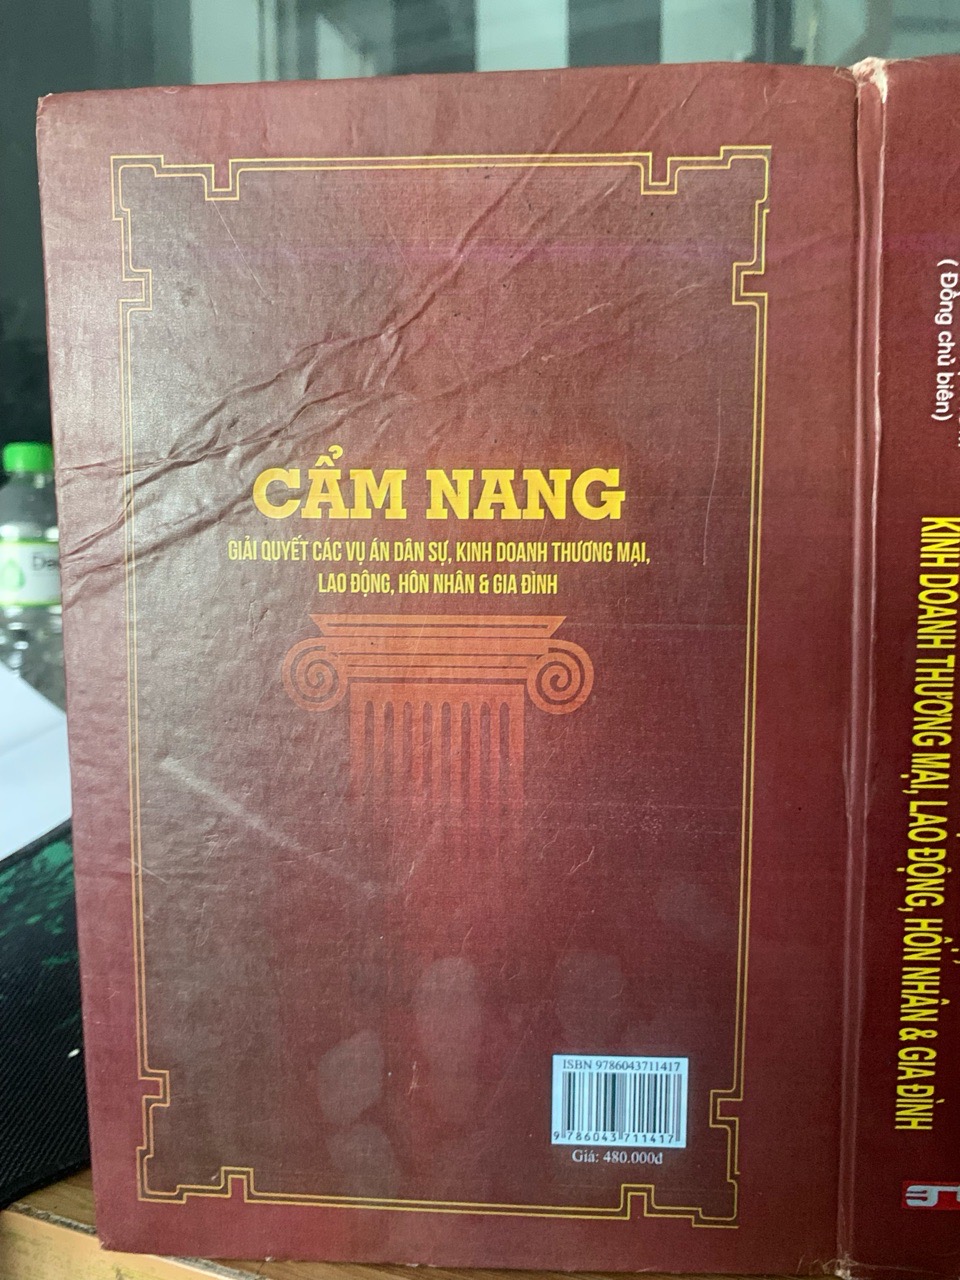 CẨM NANG
GIẢI QUYẾT CÁC VỤ ÁN DÂN SỰ, KINH DOANH THƯƠNG MẠI,
LAO ĐỘNG, HÔN NHÂN & GIA ĐÌNH
ISBN 9786043711417
9 786043 711417
Giá: 480.000đ
( Đồng chủ biên)
KINH DOANH THƯƠNG MẠI, LAO ĐỘNG, HÔN NHÂN & GIA ĐÌNH